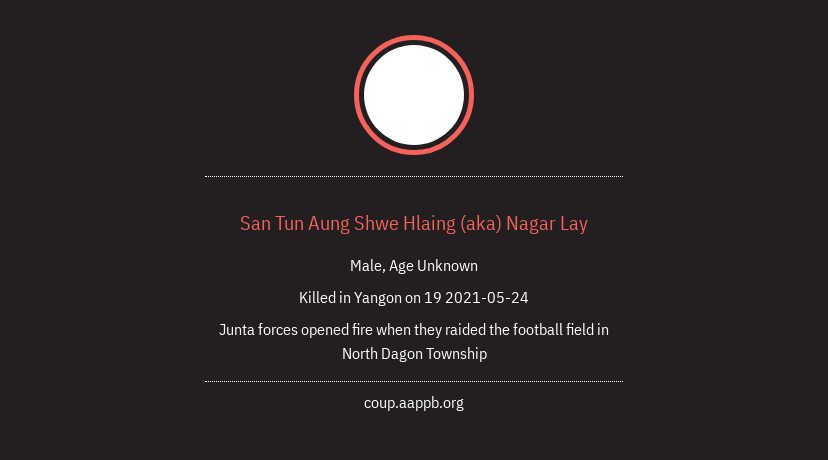 San Tun Aung Shwe Hlaing (aka) Nagar Lay
Male, Age Unknown
Killed in Yangon on 19 2021-05-24
Junta forces opened fire when they raided the football field in
North Dagon Township
coup.aappb.org